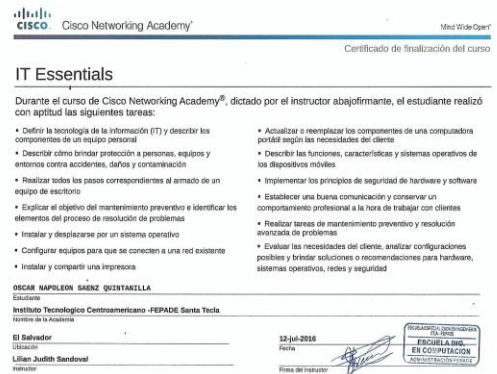 CISCO. Cisco Networking Academy® Mind Wide Open™
Certificado de finalización del curso
IT Essentials
Durante el curso de Cisco Networking Academy®, dictado por el instructor abajofirmante, el estudiante realizó
con aptitud las siguientes tareas:
• Definir la tecnología de la información (IT) y describir los
componentes de un equipo personal
• Describir cómo brindar protección a personas, equipos y
entornos contra accidentes, daños y contaminación
• Realizar todos los pasos correspondientes al armado de un
equipo de escritorio
• Explicar el objetivo del mantenimiento preventivo e identificar los
elementos del proceso de resolución de problemas
• Instalar y desplazarse por un sistema operativo
• Configurar equipos para que se conecten a una red existente
• Instalar y compartir una impresora
• Actualizar o reemplazar los componentes de una computadora
portátil según las necesidades del cliente
• Describir las funciones, características y sistemas operativos de
los dispositivos móviles
• Implementar los principios de seguridad de hardware y software
• Establecer una buena comunicación y conservar un
comportamiento profesional a la hora de trabajar con clientes
• Realizar tareas de mantenimiento preventivo y resolución
avanzada de problemas
• Evaluar las necesidades del cliente, analizar configuraciones
posibles y brindar soluciones o recomendaciones para hardware,
sistemas operativos, redes y seguridad
OSCAR NAPOLEON SAENZ QUINTANILLA
Estudiante
Instituto Tecnologico Centroamericano -FEPADE Santa Tecla
Nombre de la Academia
El Salvador
Ubicación
Lilian Judith Sandoval
Instructor
12-jul-2016
Fecha
Firma del instructor
ESCUELA ING.
EN COMPUTACION